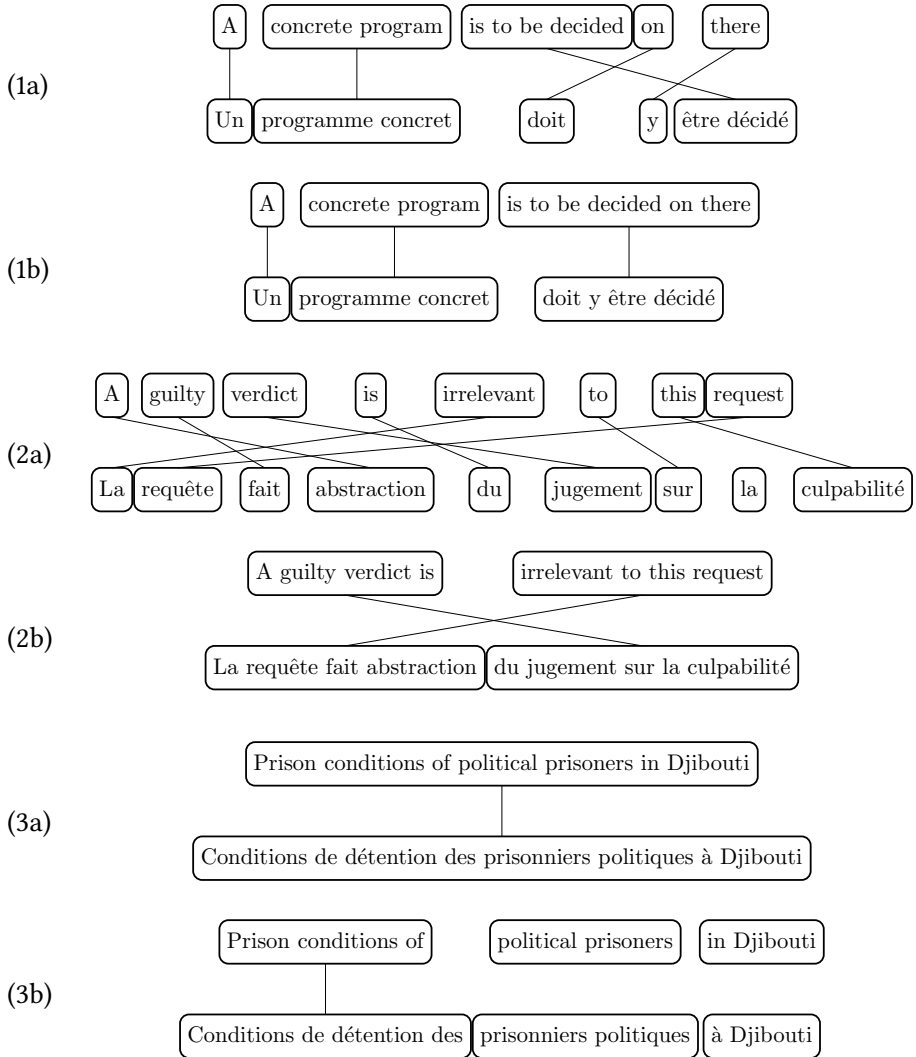 A concrete program is to be decided on there
(1a)
Un programme concret doit y être décidé
A concrete program is to be decided on there
(1b)
Un programme concret doit y être décidé
A guilty verdict is irrelevant to this request
(2a)
La requête fait abstraction du jugement sur la culpabilité
A guilty verdict is irrelevant to this request
(2b)
La requête fait abstraction du jugement sur la culpabilité
Prison conditions of political prisoners in Djibouti
(3a)
Conditions de détention des prisonniers politiques à Djibouti
Prison conditions of political prisoners in Djibouti
(3b)
Conditions de détention des prisonniers politiques à Djibouti